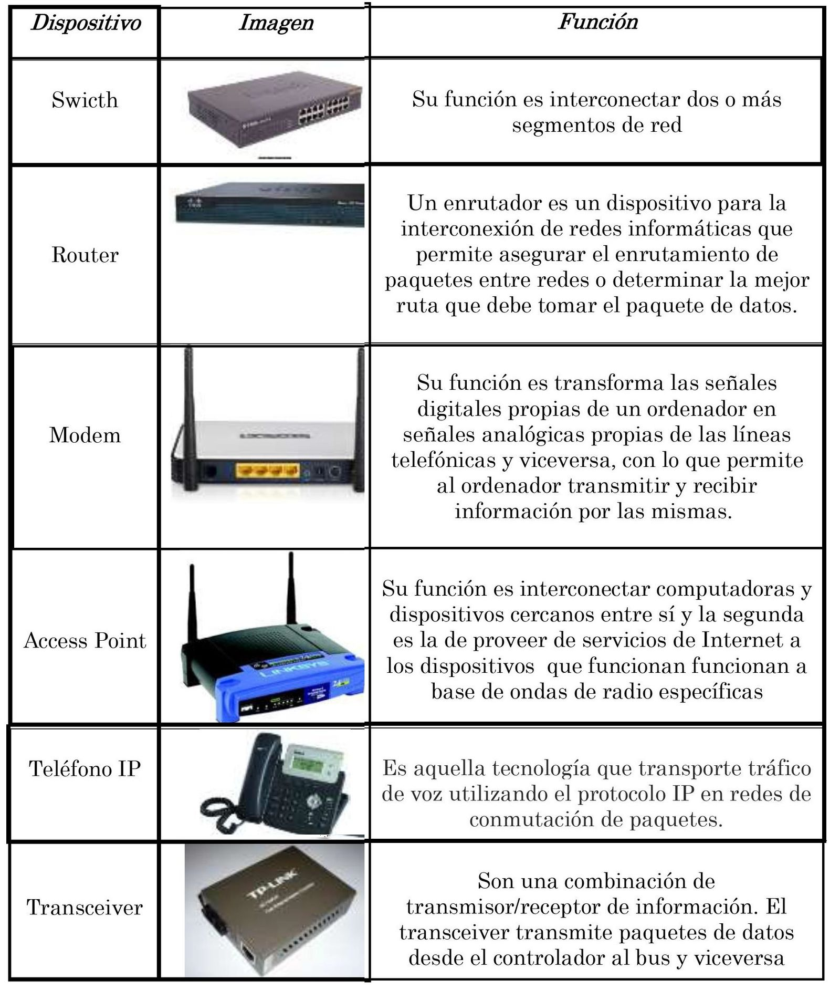 Dispositivo
Imagen
Función
Swicth
Su función es interconectar dos o más
segmentos de red
Router
Un enrutador es un dispositivo para la
interconexión de redes informáticas que
permite asegurar el enrutamiento de
paquetes entre redes o determinar la mejor
ruta que debe tomar el paquete de datos.
Modem
Su función es transforma las señales
digitales propias de un ordenador en
señales analógicas propias de las líneas
telefónicas y viceversa, con lo que permite
al ordenador transmitir y recibir
información por las mismas.
Access Point
LINKSYS
Su función es interconectar computadoras y
dispositivos cercanos entre sí y la segunda
es la de proveer de servicios de Internet a
los dispositivos  que funcionan funcionan a
base de ondas de radio específicas
Teléfono IP
Es aquella tecnología que transporte tráfico
de voz utilizando el protocolo IP en redes de
conmutación de paquetes.
Transceiver
TP-LINK
Son una combinación de
transmisor/receptor de información. El
transceiver transmite paquetes de datos
desde el controlador al bus y viceversa